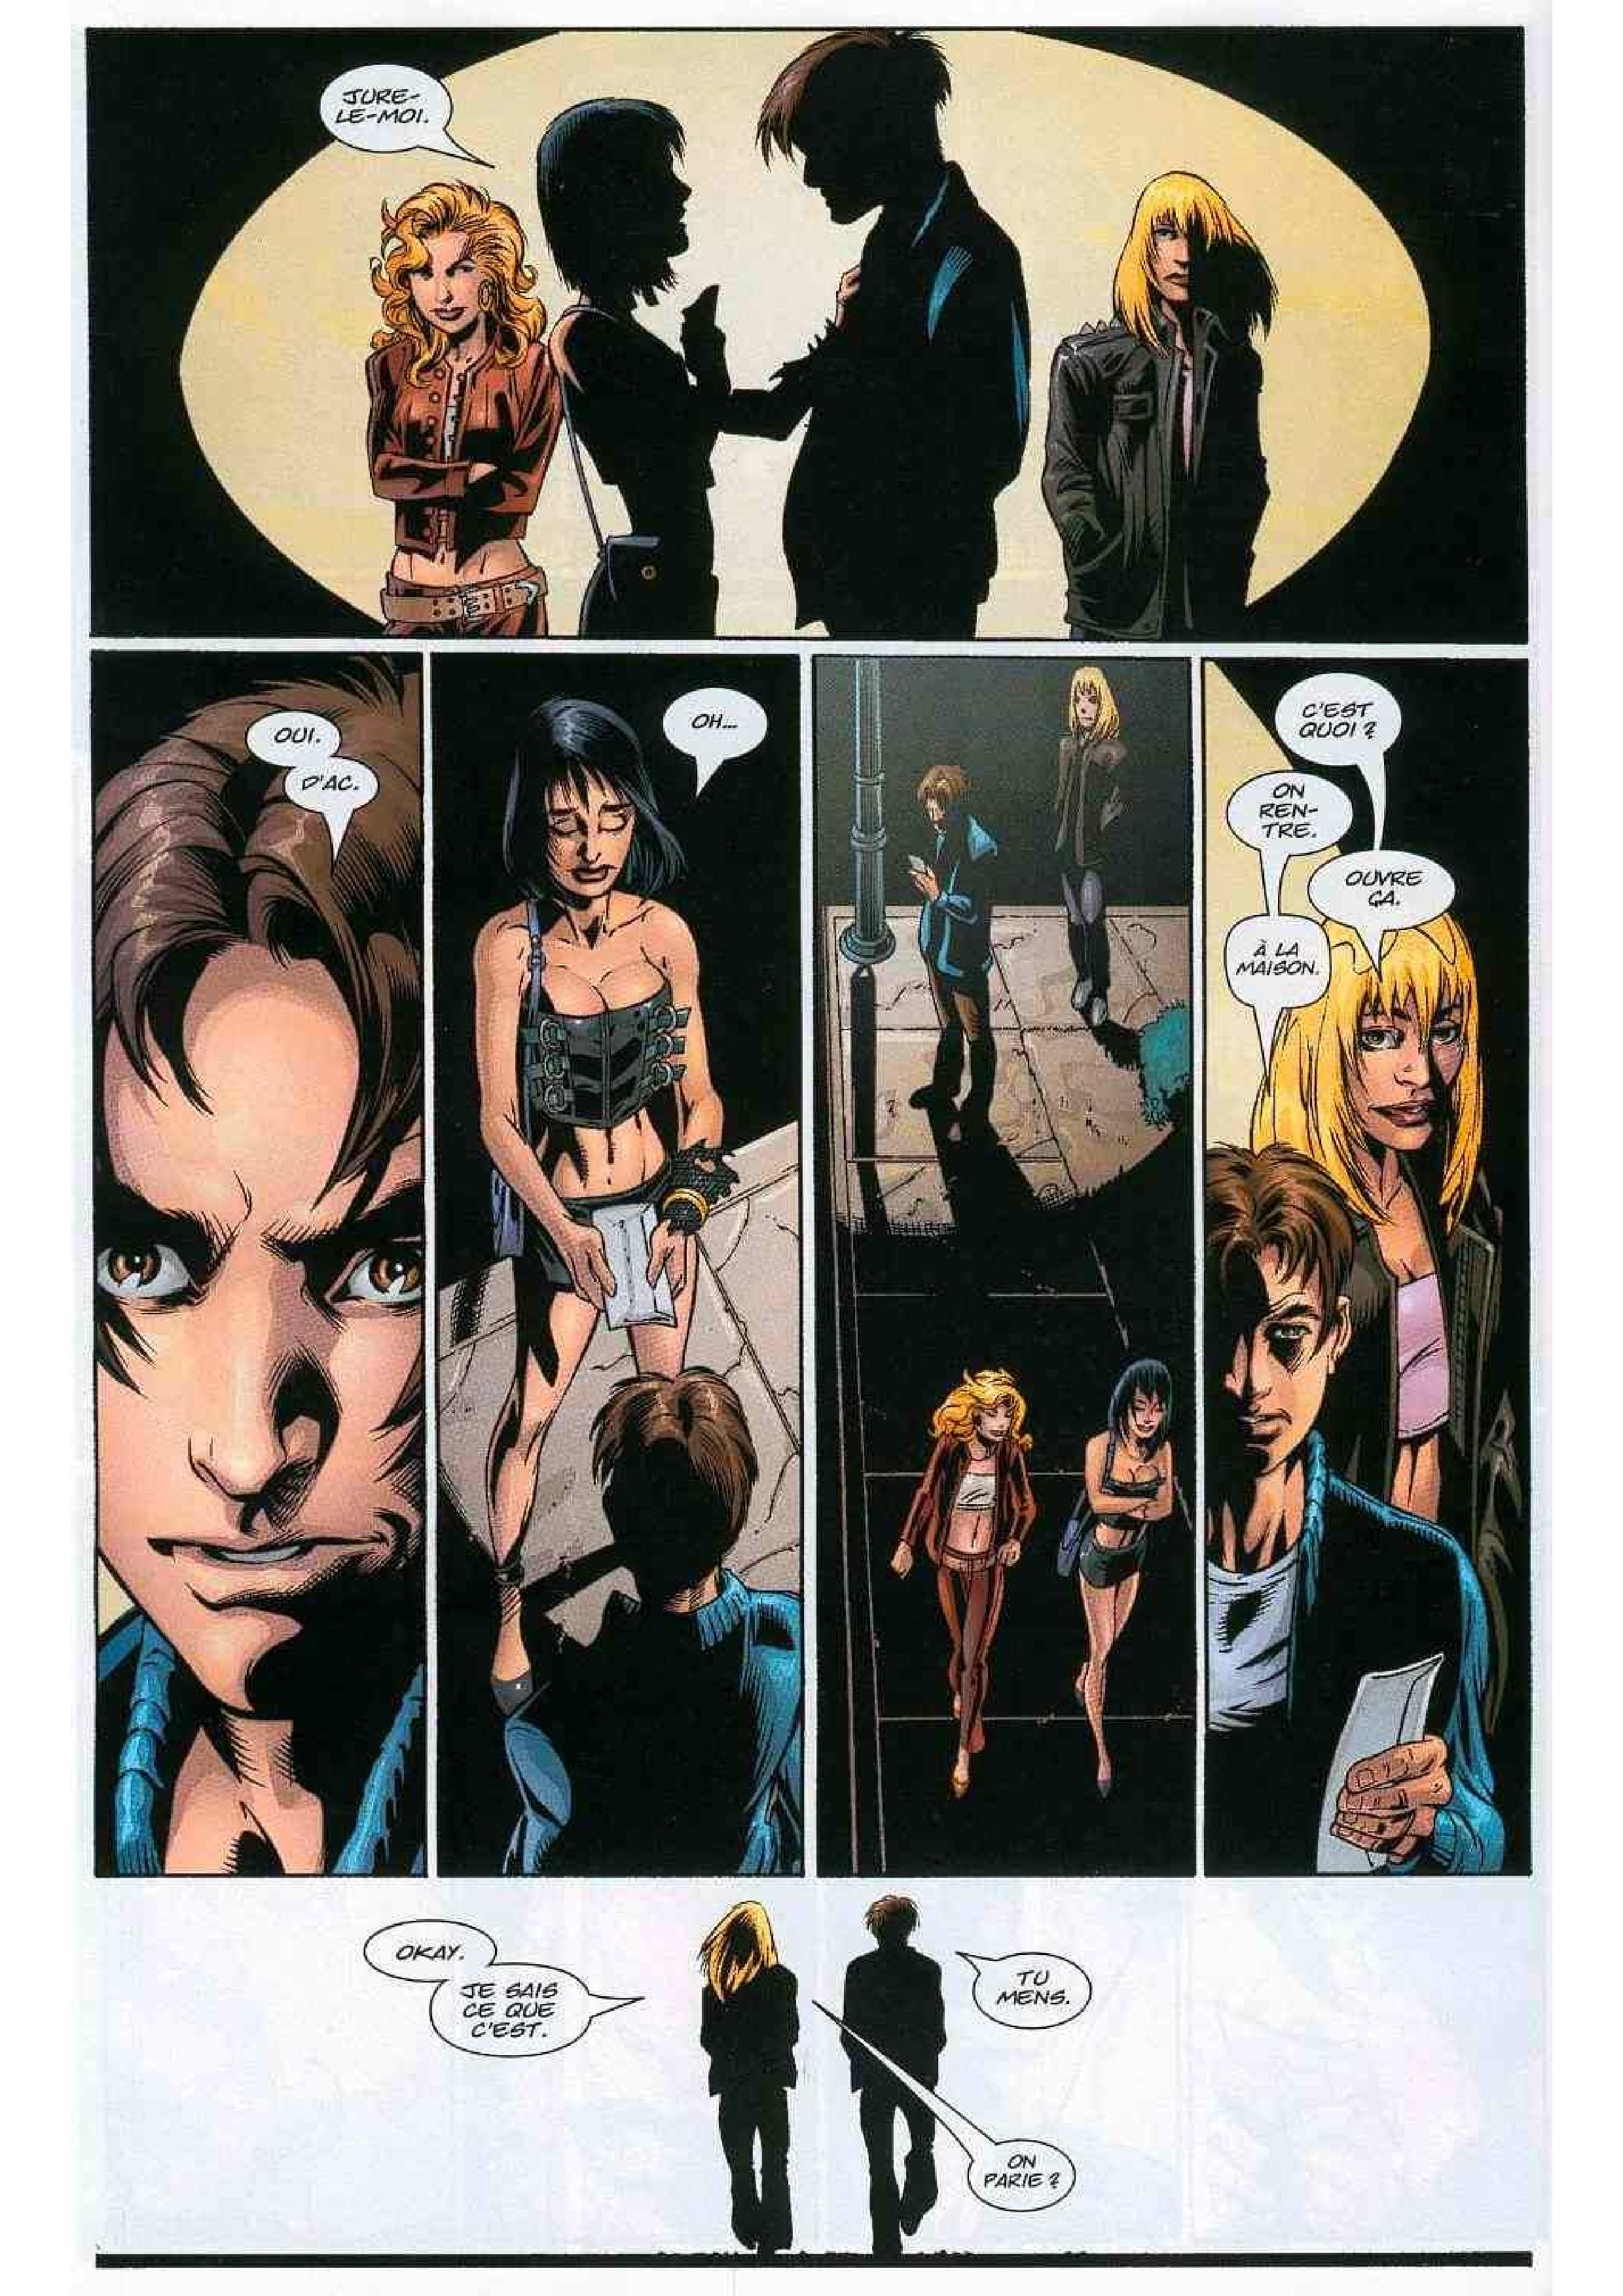 JURE-
LE-MOI.
OUI.
D'AC.
OH...
C'EST
QUOI ?
OUVRE
ÇA.
ON
REN-
TRE.
À LA
MAISON.
OKAY.
JE SAIS
CE QUE
C'EST.
TU
MENS.
ON
PARIE ?